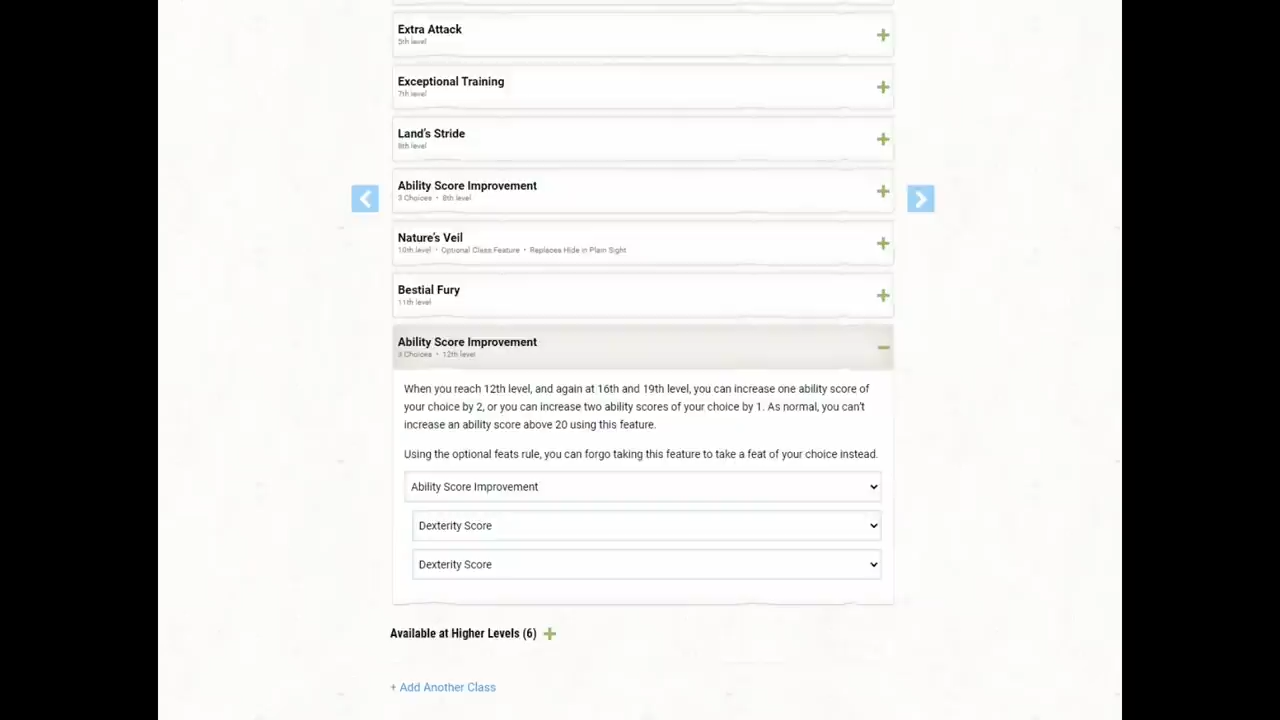 Extra Attack
5th level
Exceptional Training
7th level
Land's Stride
8th level
Ability Score Improvement
3 Choices • 8th level
Nature's Veil
10th level • Optional Class Feature • Replaces Hide in Plain Sight
Bestial Fury
11th level
Ability Score Improvement
3 Choices • 12th level
When you reach 12th level, and again at 16th and 19th level, you can increase one ability score of
your choice by 2, or you can increase two ability scores of your choice by 1. As normal, you can't
increase an ability score above 20 using this feature.
Using the optional feats rule, you can forgo taking this feature to take a feat of your choice instead.
Ability Score Improvement
Dexterity Score
Dexterity Score
Available at Higher Levels (6)
+ Add Another Class